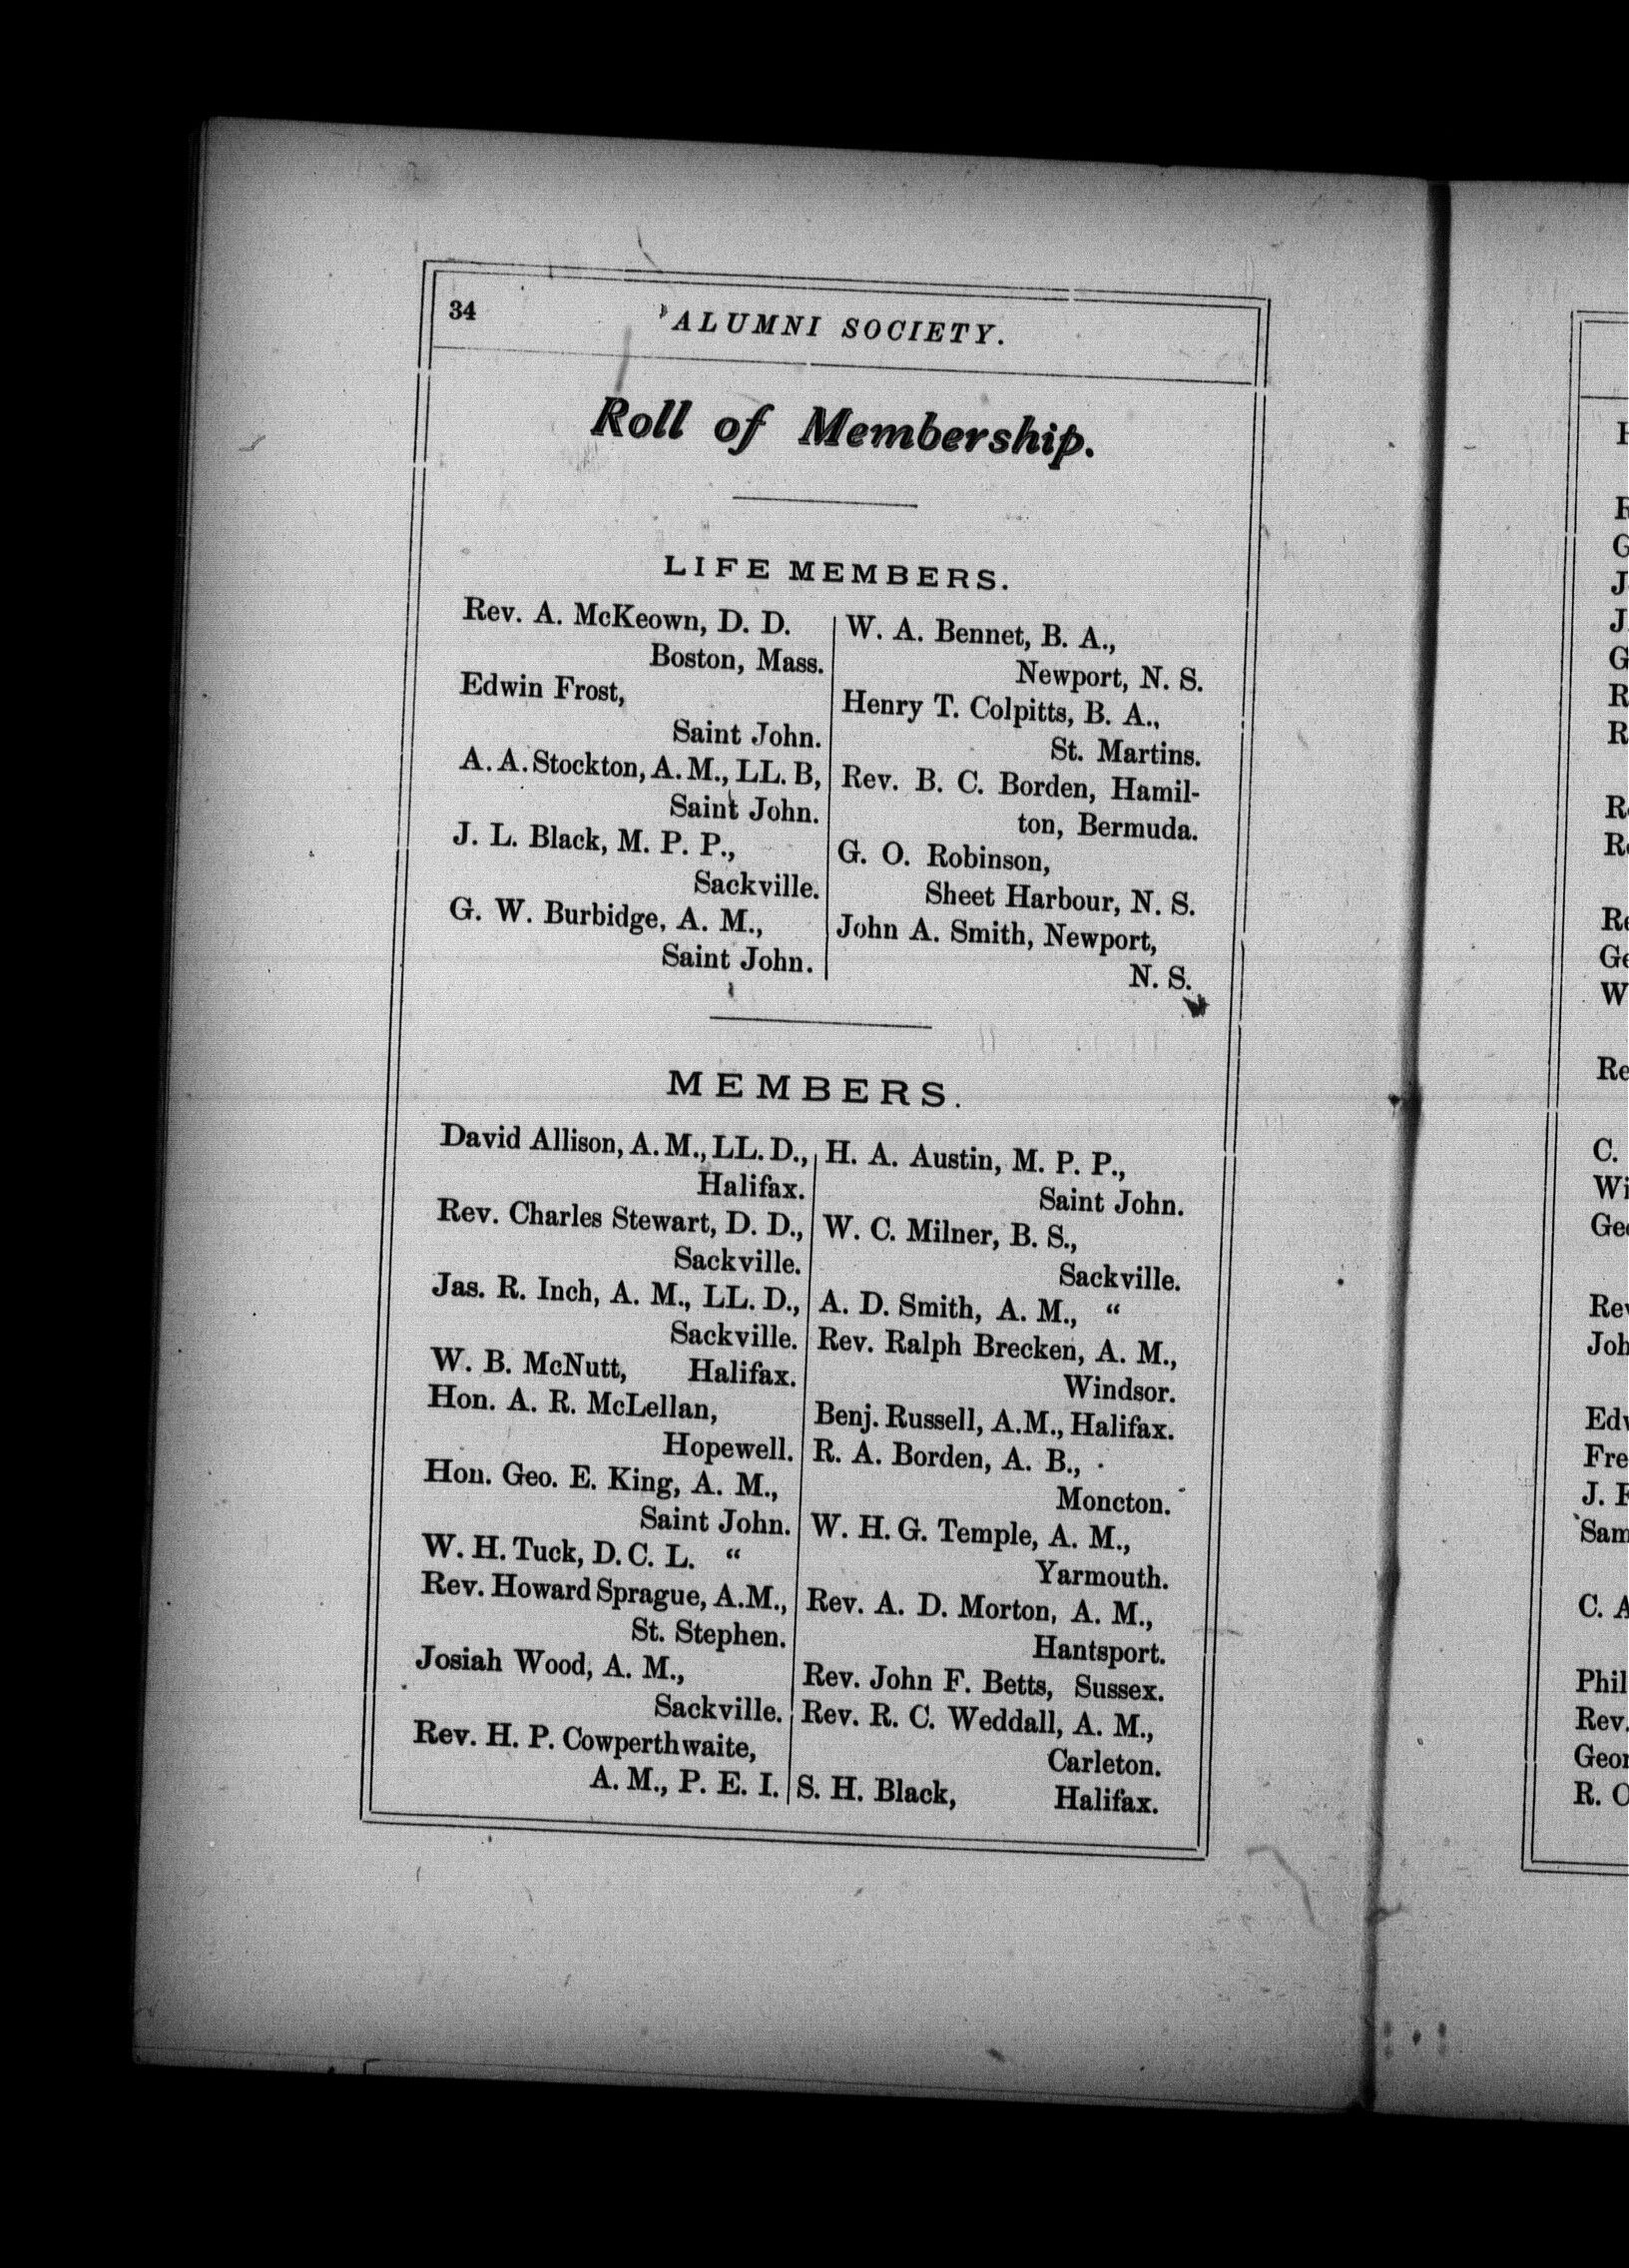 34
ALUMNI SOCIETY.
Roll of Membership.
LIFE MEMBERS.
Rev. A. McKeown, D. D.
Boston, Mass.
Edwin Frost,
Saint John.
A. A. Stockton, A. M., LL. B,
Saint John.
J. L. Black, M. P. P.,
Sackville.
G. W. Burbidge, A. M.,
Saint John.
W. A. Bennet, B. A.,
Newport, N. S.
Henry T. Colpitts, B. A.,
St. Martins.
Rev. B. C. Borden, Hamil-
ton, Bermuda.
G. O. Robinson,
Sheet Harbour, N. S.
John A. Smith, Newport,
N. S.
MEMBERS.
David Allison, A. M., LL. D.,
Halifax.
Rev. Charles Stewart, D. D.,
Sackville.
Jas. R. Inch, A. M., LL. D.,
Sackville.
W. B. McNutt, Halifax.
Hon. A. R. McLellan,
Hopewell.
Hon. Geo. E. King, A. M.,
Saint John.
W. H. Tuck, D. C. L. “
Rev. Howard Sprague, A.M.,
St. Stephen.
Josiah Wood, A. M.,
Sackville.
Rev. H. P. Cowperthwaite,
A. M., P. E. I.
H. A. Austin, M. P. P.,
Saint John.
W. C. Milner, B. S.,
Sackville.
A. D. Smith, A. M., “
Rev. Ralph Brecken, A. M.,
Windsor.
Benj. Russell, A.M., Halifax.
R. A. Borden, A. B.,
Moncton.
W. H. G. Temple, A. M.,
Yarmouth.
Rev. A. D. Morton, A. M.,
Hantsport.
Rev. John F. Betts, Sussex.
Rev. R. C. Weddall, A. M.,
Carleton.
S. H. Black, Halifax.